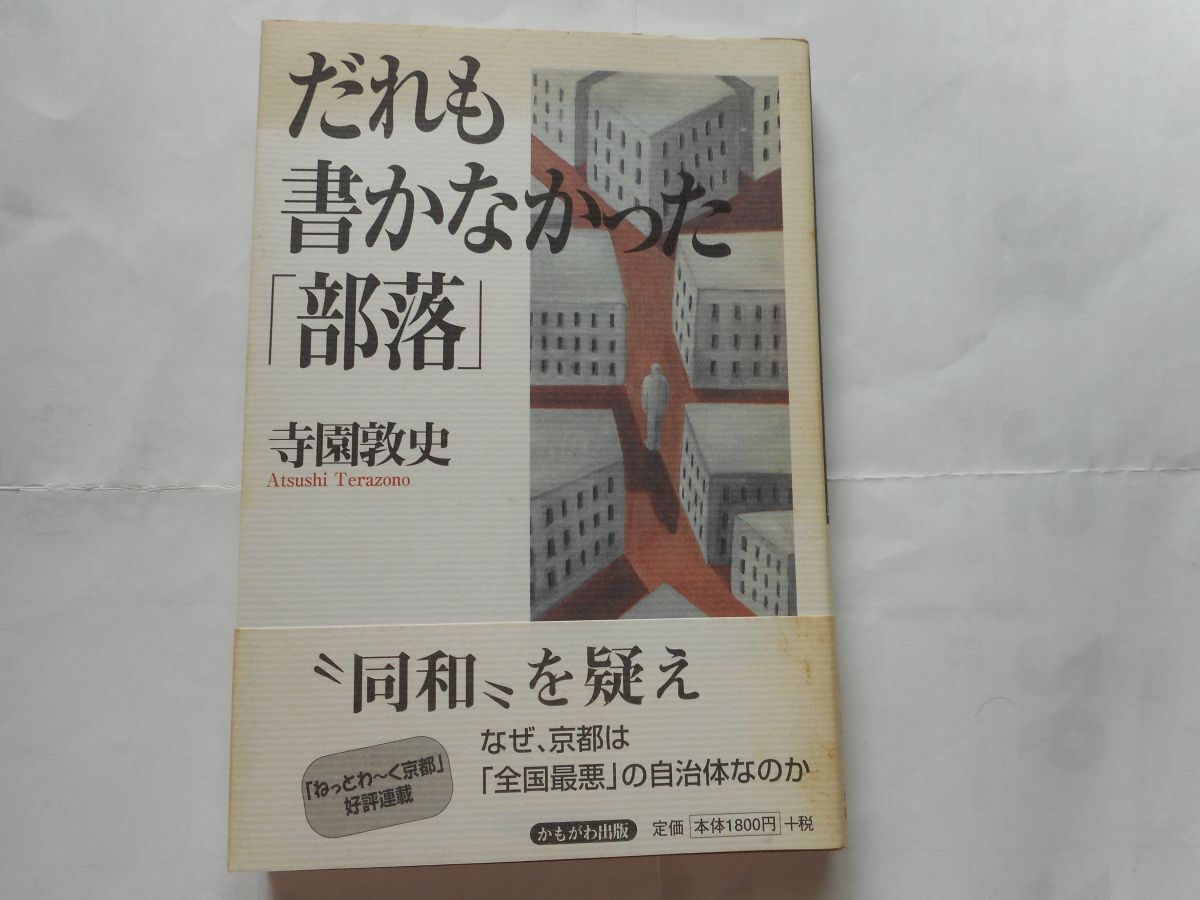 だれも
書かなかった
「部落」
寺園敦史
Atsushi Terazono
〝同和〟を疑え
なぜ、京都は
「全国最悪」の自治体なのか
「ねっとわ〜く京都」
好評連載
かもがわ出版 定価 本体1800円 +税